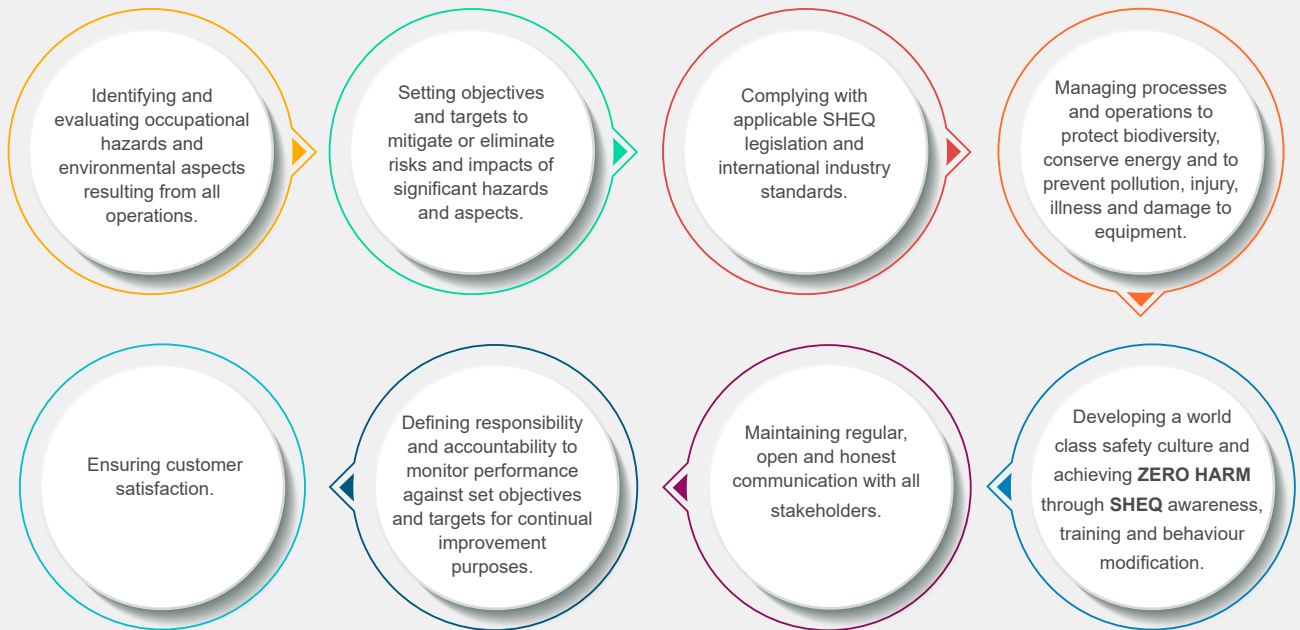 Identifying and
evaluating occupational
hazards and
environmental aspects
resulting from all
operations.
Setting objectives
and targets to
mitigate or eliminate
risks and impacts of
significant hazards
and aspects.
Complying with
applicable SHEQ
legislation and
international industry
standards.
Managing processes
and operations to
protect biodiversity,
conserve energy and to
prevent pollution, injury,
illness and damage to
equipment.
Developing a world
class safety culture and
achieving ZERO HARM
through SHEQ awareness,
training and behaviour
modification.
Maintaining regular,
open and honest
communication with all
stakeholders.
Defining responsibility
and accountability to
monitor performance
against set objectives
and targets for continual
improvement
purposes.
Ensuring customer
satisfaction.